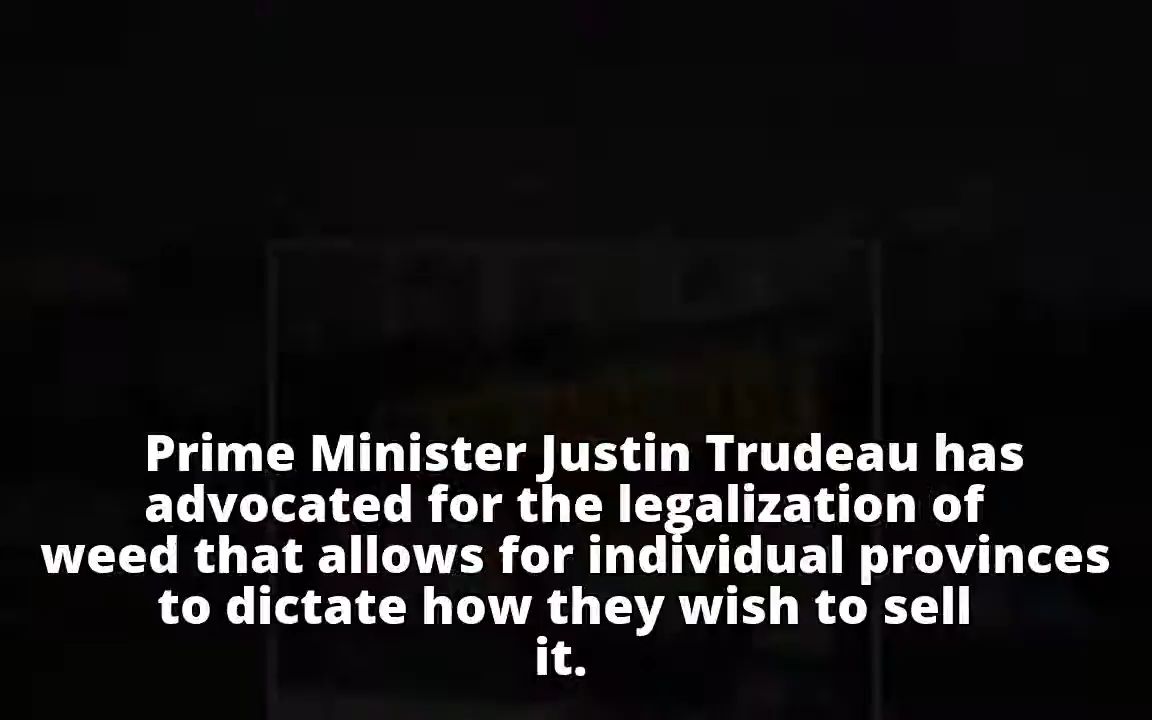 Prime Minister Justin Trudeau has
advocated for the legalization of
weed that allows for individual provinces
to dictate how they wish to sell
it.